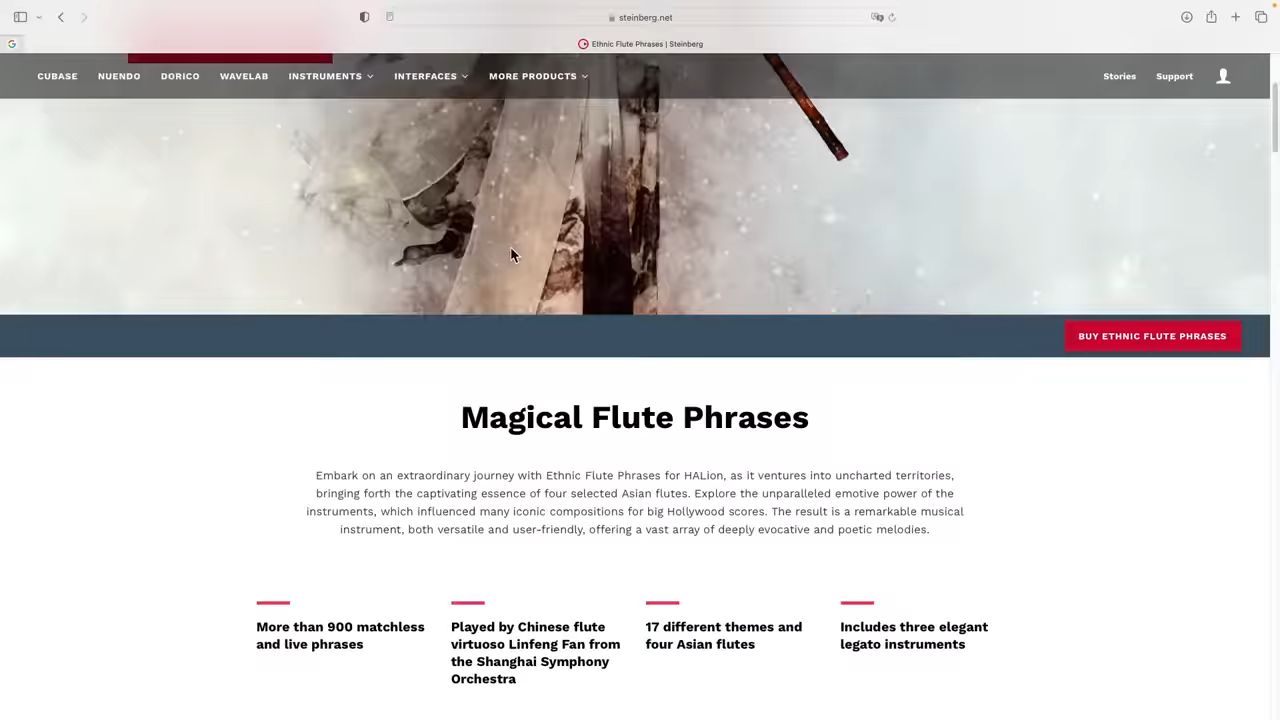 steinberg.net
Ethnic Flute Phrases | Steinberg
CUBASE NUENDO DORICO WAVELAB INSTRUMENTS INTERFACES MORE PRODUCTS Stories Support
BUY ETHNIC FLUTE PHRASES
Magical Flute Phrases
Embark on an extraordinary journey with Ethnic Flute Phrases for HALion, as it ventures into uncharted territories,
bringing forth the captivating essence of four selected Asian flutes. Explore the unparalleled emotive power of the
instruments, which influenced many iconic compositions for big Hollywood scores. The result is a remarkable musical
instrument, both versatile and user-friendly, offering a vast array of deeply evocative and poetic melodies.
More than 900 matchless
and live phrases
Played by Chinese flute
virtuoso Linfeng Fan from
the Shanghai Symphony
Orchestra
17 different themes and
four Asian flutes
Includes three elegant
legato instruments